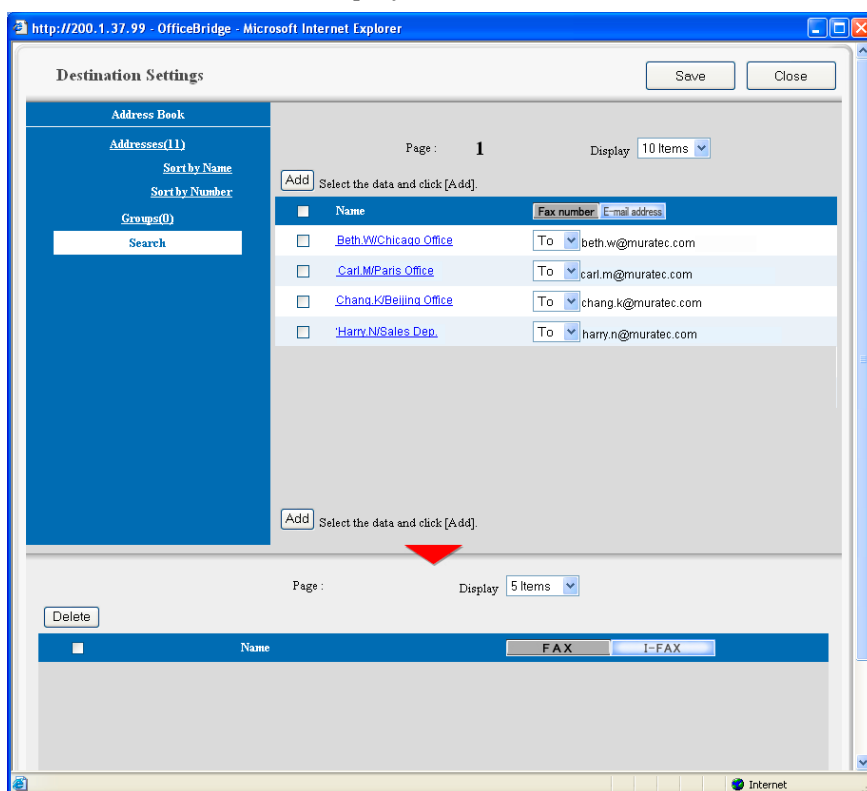 http://200.1.37.99 - OfficeBridge - Microsoft Internet Explorer
Destination Settings Save Close
Address Book
Addresses(11)
Sort by Name
Sort by Number
Groups(0)
Search
Page : 1 Display 10 Items
Add Select the data and click [Add].
Name Fax number E-mail address
Beth.W/Chicago Office To beth.w@muratec.com
Carl.M/Paris Office To carl.m@muratec.com
Chang.K/Beijing Office To chang.k@muratec.com
'Harry.N/Sales Dep. To harry.n@muratec.com
Add Select the data and click [Add].
Page : Display 5 Items
Delete
Name FAX I-FAX
Internet